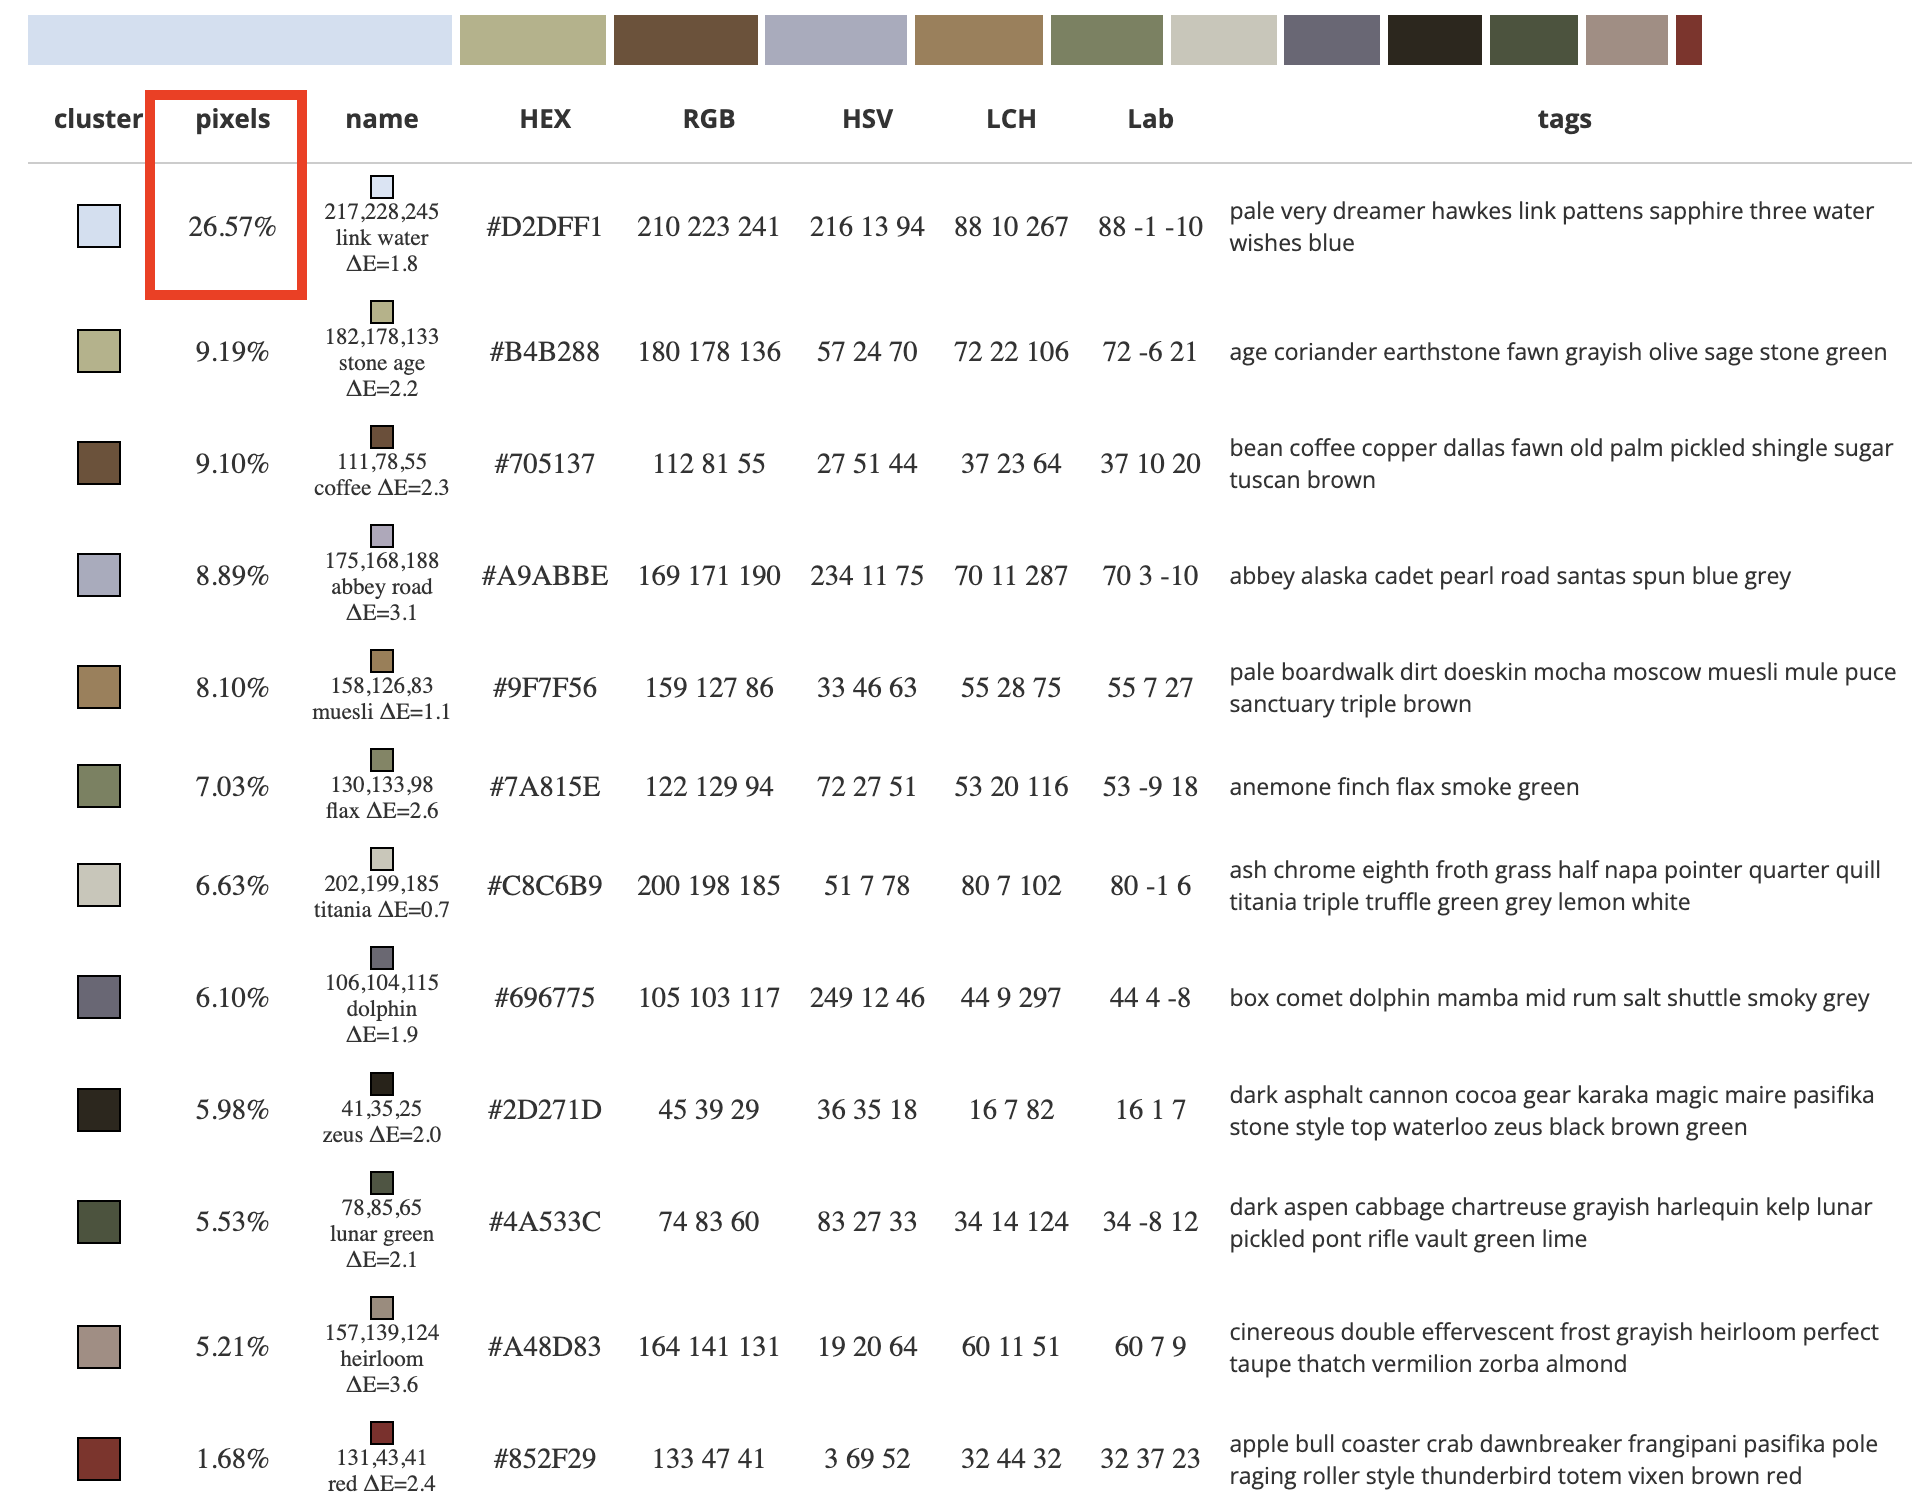 cluster pixels name HEX RGB HSV LCH Lab tags
217,228,245
link water
ΔE=1.8
26.57% #D2DFF1 210 223 241 216 13 94 88 10 267 88 -1 -10
pale very dreamer hawkes link pattens sapphire three water
wishes blue
182,178,133
stone age
ΔE=2.2
9.19% #B4B288 180 178 136 57 24 70 72 22 106 72 -6 21
age coriander earthstone fawn grayish olive sage stone green
111,78,55
coffee ΔE=2.3
9.10% #705137 112 81 55 27 51 44 37 23 64 37 10 20
bean coffee copper dallas fawn old palm pickled shingle sugar
tuscan brown
175,168,188
abbey road
ΔE=3.1
8.89% #A9ABBE 169 171 190 234 11 75 70 11 287 70 3 -10
abbey alaska cadet pearl road santas spun blue grey
158,126,83
muesli ΔE=1.1
8.10% #9F7F56 159 127 86 33 46 63 55 28 75 55 7 27
pale boardwalk dirt doeskin mocha moscow muesli mule puce
sanctuary triple brown
130,133,98
flax ΔE=2.6
7.03% #7A815E 122 129 94 72 27 51 53 20 116 53 -9 18
anemone finch flax smoke green
202,199,185
titania ΔE=0.7
6.63% #C8C6B9 200 198 185 51 7 78 80 7 102 80 -1 6
ash chrome eighth froth grass half napa pointer quarter quill
titania triple truffle green grey lemon white
106,104,115
dolphin
ΔE=1.9
6.10% #696775 105 103 117 249 12 46 44 9 297 44 4 -8
box comet dolphin mamba mid rum salt shuttle smoky grey
41,35,25
zeus ΔE=2.0
5.98% #2D271D 45 39 29 36 35 18 16 7 82 16 1 7
dark asphalt cannon cocoa gear karaka magic maire pasifika
stone style top waterloo zeus black brown green
78,85,65
lunar green
ΔE=2.1
5.53% #4A533C 74 83 60 83 27 33 34 14 124 34 -8 12
dark aspen cabbage chartreuse grayish harlequin kelp lunar
pickled pont rifle vault green lime
157,139,124
heirloom
ΔE=3.6
5.21% #A48D83 164 141 131 19 20 64 60 11 51 60 7 9
cinereous double effervescent frost grayish heirloom perfect
taupe thatch vermilion zorba almond
131,43,41
red ΔE=2.4
1.68% #852F29 133 47 41 3 69 52 32 44 32 32 37 23
apple bull coaster crab dawnbreaker frangipani pasifika pole
raging roller style thunderbird totem vixen brown red